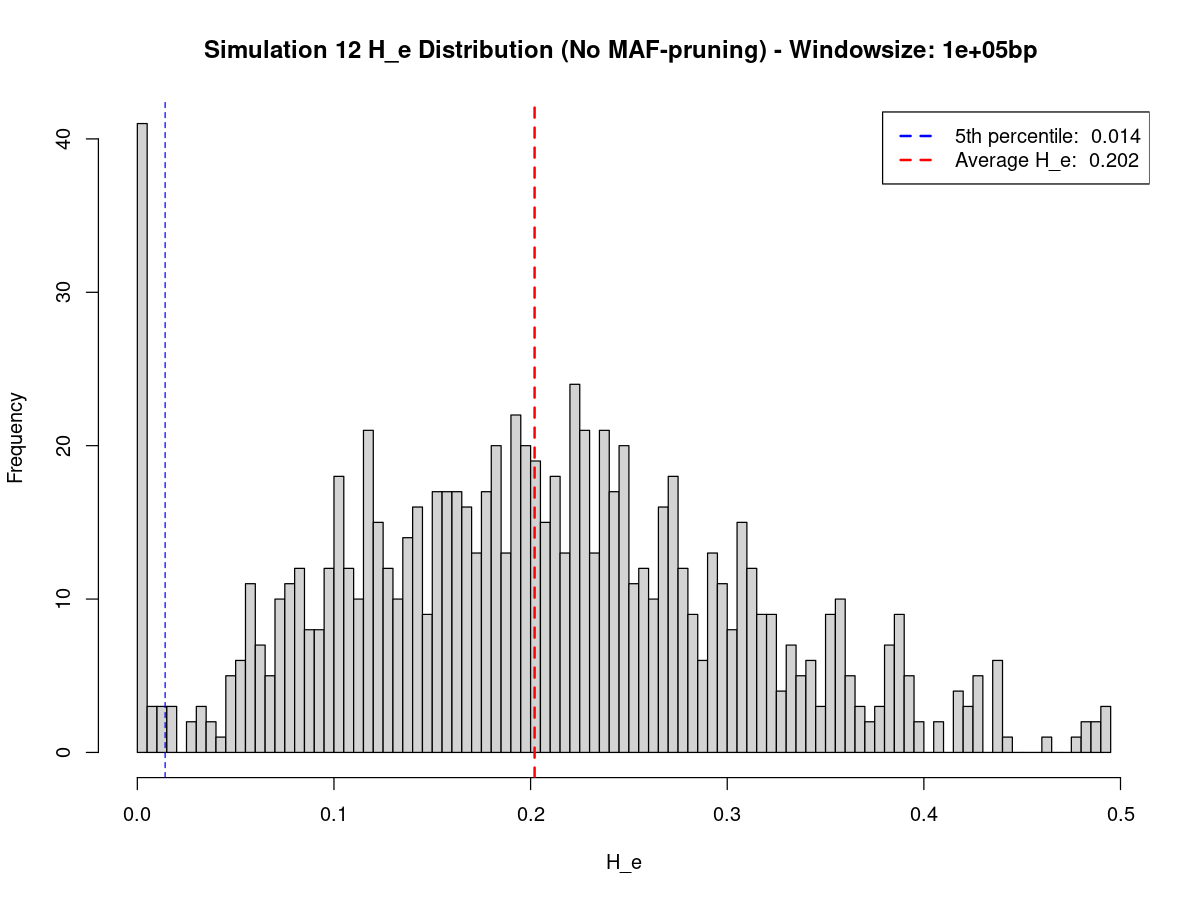 Simulation 12 H_e Distribution (No MAF-pruning) - Windowsize: 1e+05bp
5th percentile: 0.014
Average H_e: 0.202
Frequency
40
30
20
10
0
0.0 0.1 0.2 0.3 0.4 0.5
H_e